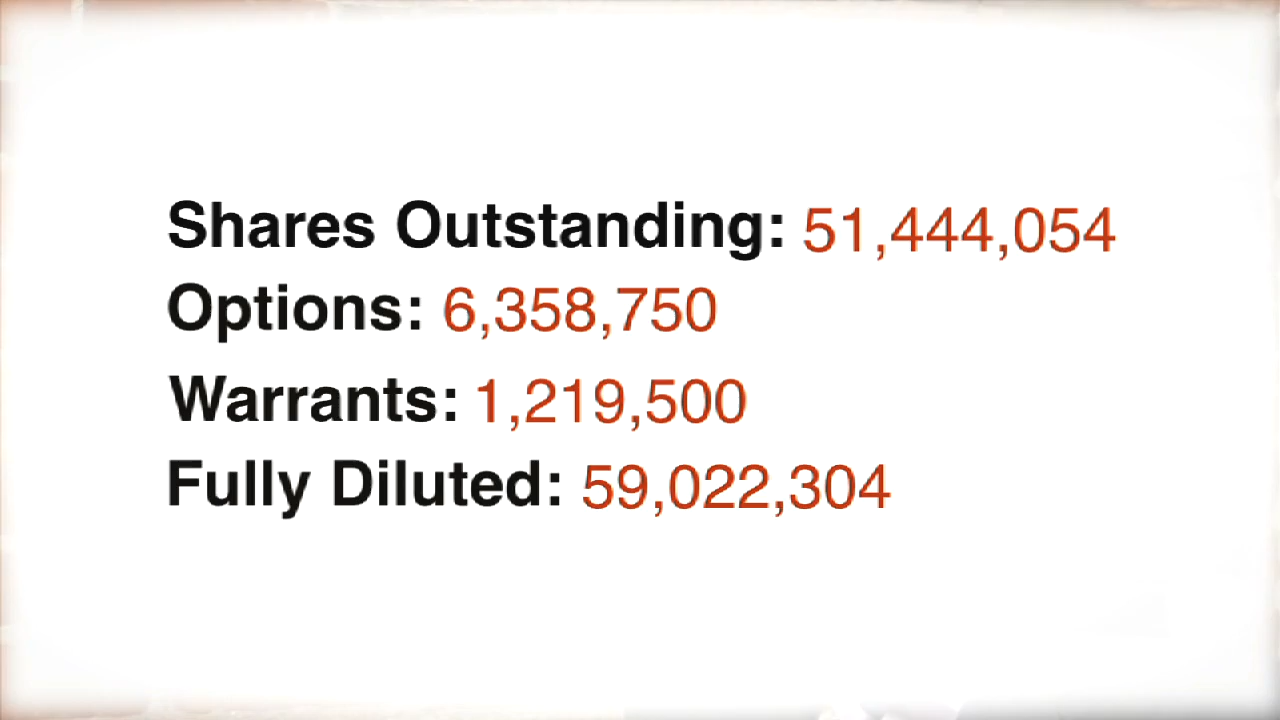 Shares Outstanding: 51,444,054
Options: 6,358,750
Warrants: 1,219,500
Fully Diluted: 59,022,304